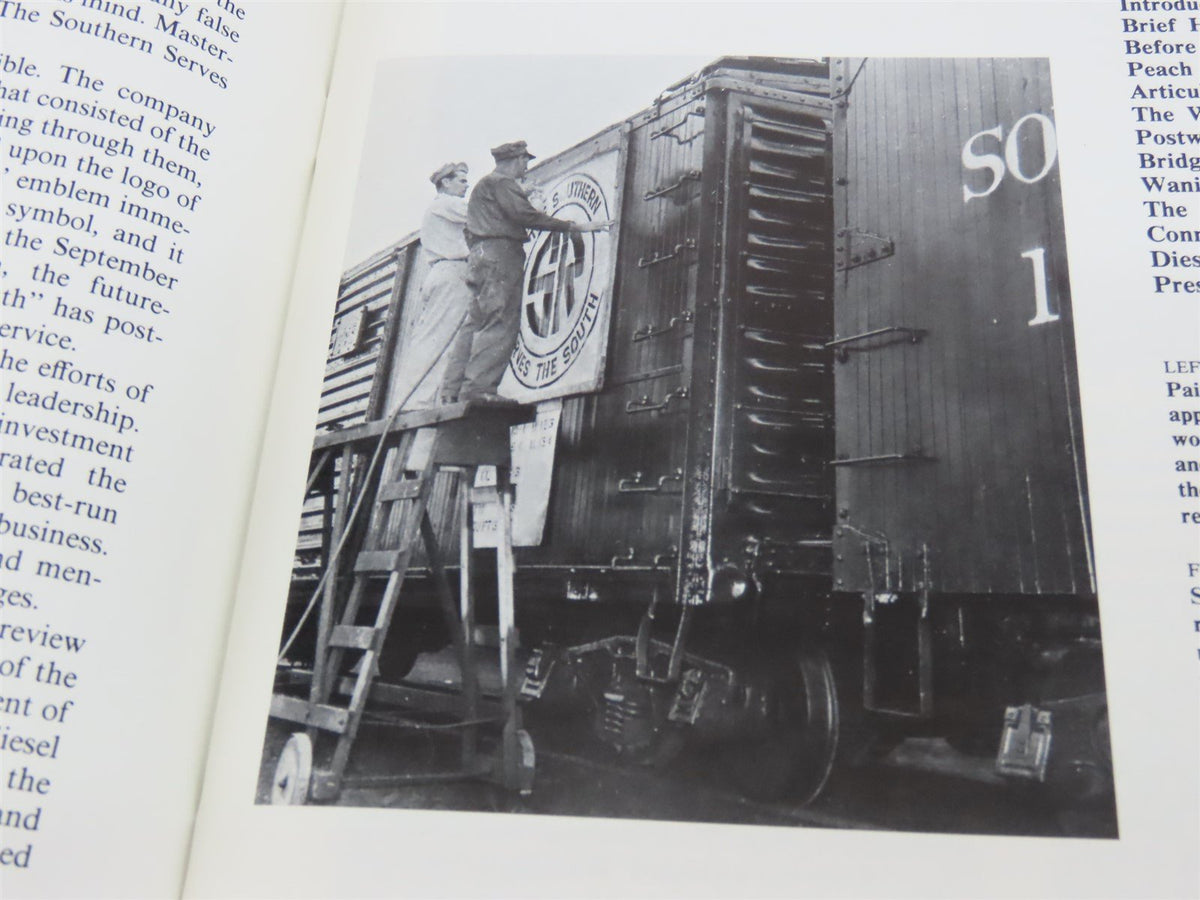 any false
mind. Master-
The Southern Serves
ible. The company
hat consisted of the
ing through them,
upon the logo of
' emblem imme-
symbol, and it
the September
, the future-
th" has post-
ervice.
he efforts of
leadership.
investment
rated the
best-run
business.
nd men-
ges.
review
of the
ent of
iesel
the
and
ed
SOUTHERN
SR
SERVES THE SOUTH
SO
1
Introdu
Brief H
Before
Peach
Articul
The V
Postw
Bridg
Wani
The
Conn
Dies
Pres
LEF
Pai
app
wo
an
th
re
F
S